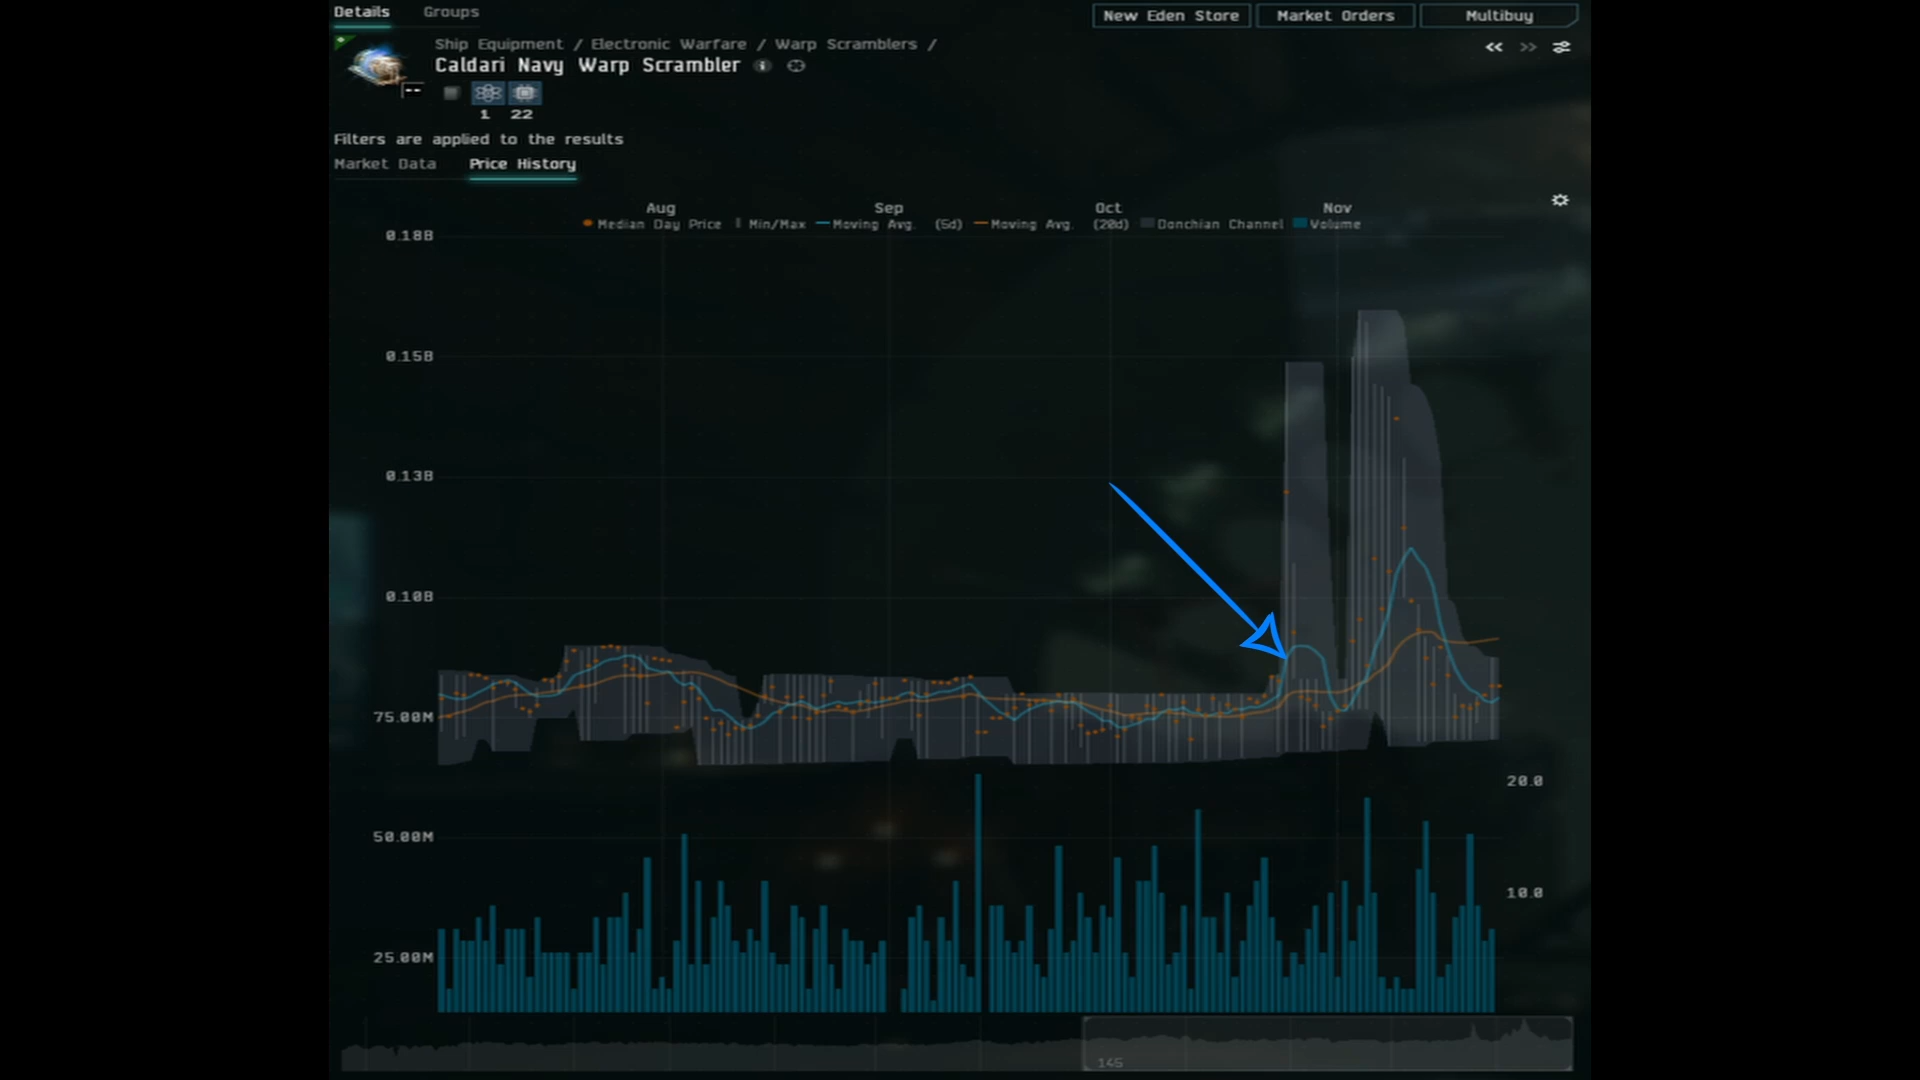 Details Groups
New Eden Store Market Orders Multibuy
Ship Equipment / Electronic Warfare / Warp Scramblers /
Caldari Navy Warp Scrambler
1 22
Filters are applied to the results
Market Data Price History
Aug Sep Oct Nov
Median Day Price Min/Max Moving Avg. (5d) Moving Avg. (20d) Donchian Channel Volume
0.18B
0.15B
0.13B
0.10B
75.00M
20.0
50.00M
10.0
25.00M
145